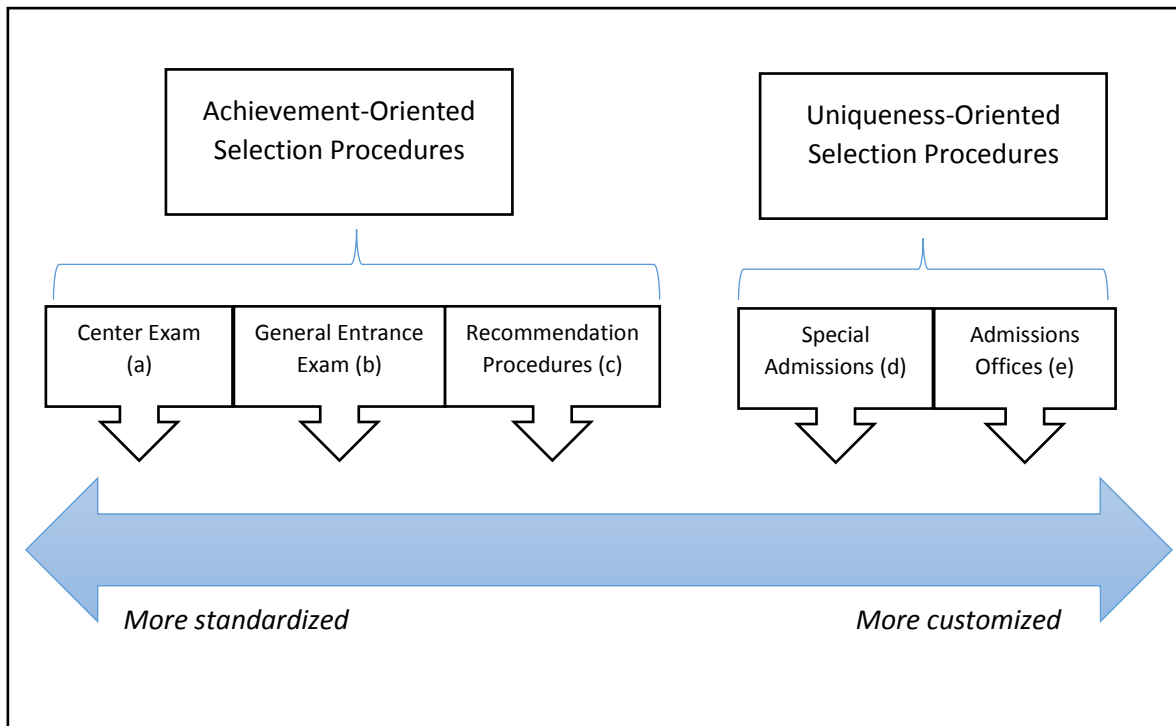 Achievement-Oriented
Selection Procedures
Uniqueness-Oriented
Selection Procedures
Center Exam
(a)
General Entrance
Exam (b)
Recommendation
Procedures (c)
Special
Admissions (d)
Admissions
Offices (e)
More standardized
More customized